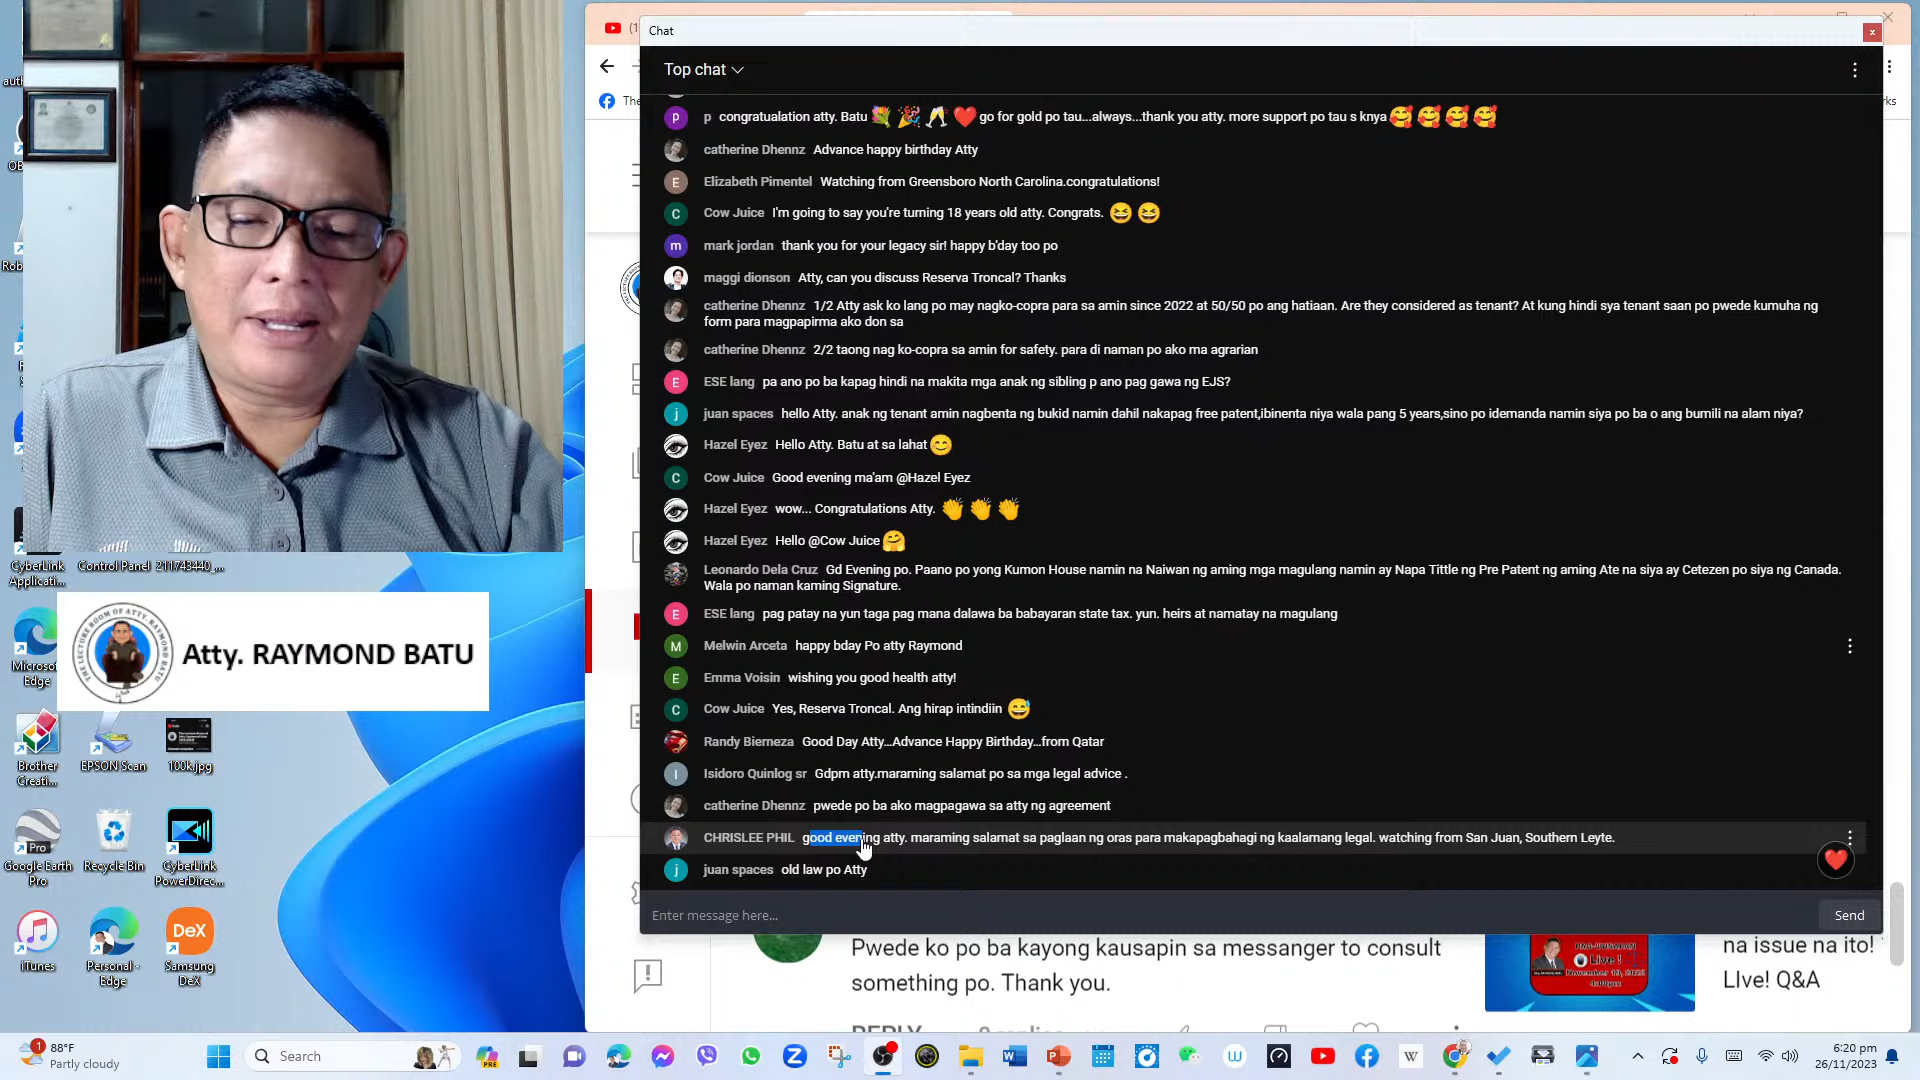 Chat
Top chat
p congratualation atty. Batu 💐 🎉 🥂 ❤️ go for gold po tau...always...thank you atty. more support po tau s knya 🥰 🥰 🥰 🥰
catherine Dhennz Advance happy birthday Atty
Elizabeth Pimentel Watching from Greensboro North Carolina.congratulations!
Cow Juice I'm going to say you're turning 18 years old atty. Congrats. 😆 😆
mark jordan thank you for your legacy sir! happy b'day too po
maggi dionson Atty, can you discuss Reserva Troncal? Thanks
catherine Dhennz 1/2 Atty ask ko lang po may nagko-copra para sa amin since 2022 at 50/50 po ang hatiaan. Are they considered as tenant? At kung hindi sya tenant saan po pwede kumuha ng
form para magpapirma ako don sa
catherine Dhennz 2/2 taong nag ko-copra sa amin for safety. para di naman po ako ma agrarian
ESE lang pa ano po ba kapag hindi na makita mga anak ng sibling p ano pag gawa ng EJS?
juan spaces hello Atty. anak ng tenant amin nagbenta ng bukid namin dahil nakapag free patent,ibinenta niya wala pang 5 years,sino po idemanda namin siya po ba o ang bumili na alam niya?
Hazel Eyez Hello Atty. Batu at sa lahat 😊
Cow Juice Good evening ma'am @Hazel Eyez
Hazel Eyez wow... Congratulations Atty. 👏 👏 👏
Hazel Eyez Hello @Cow Juice 🤗
Leonardo Dela Cruz Gd Evening po. Paano po yong Kumon House namin na Naiwan ng aming mga magulang namin ay Napa Tittle ng Pre Patent ng aming Ate na siya ay Cetezen po siya ng Canada.
Wala po naman kaming Signature.
ESE lang pag patay na yun taga pag mana dalawa ba babayaran state tax. yun. heirs at namatay na magulang
Melwin Arceta happy bday Po atty Raymond
Emma Voisin wishing you good health atty!
Cow Juice Yes, Reserva Troncal. Ang hirap intindiin 😅
Randy Bierneza Good Day Atty…Advance Happy Birthday…from Qatar
Isidoro Quinlog sr Gdpm atty.maraming salamat po sa mga legal advice .
catherine Dhennz pwede po ba ako magpagawa sa atty ng agreement
CHRISLEE PHIL good evening atty. maraming salamat sa paglaan ng oras para makapagbahagi ng kaalamang legal. watching from San Juan, Southern Leyte.
juan spaces old law po Atty
Enter message here...
Send
Pwede ko po ba kayong kausapin sa messanger to consult
something po. Thank you.
Live !
November 19, 2023
na issue na ito!
LIve! Q&A
THE LECTURE ROOM OF ATTY. RAYMOND BATU
Atty. RAYMOND BATU
CyberLink
Applicati...
Control Panel
211743440_...
Microso
Edge
Brother
Creati...
EPSON Scan
100k.jpg
Google Earth
Pro
Recycle Bin
CyberLink
PowerDirec...
iTunes
Personal -
Edge
Samsung
DeX
88°F
Partly cloudy
Search
6:20 pm
26/11/2023